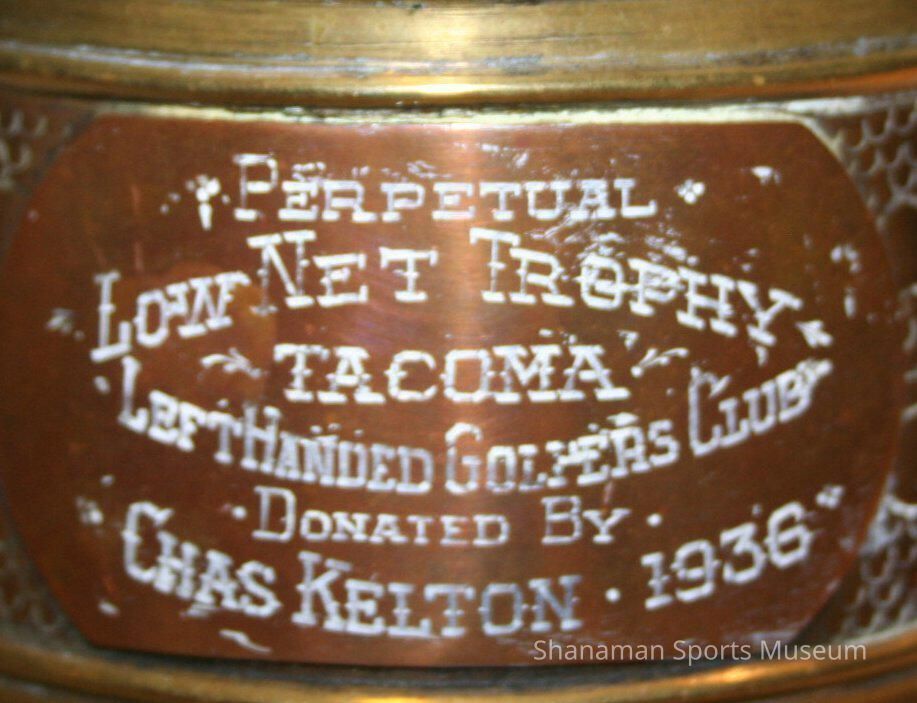 PERPETUAL
LOW NET TROPHY
TACOMA
LEFT HANDED GOLFERS CLUB
DONATED BY
CHAS KELTON · 1936
Shanaman Sports Museum